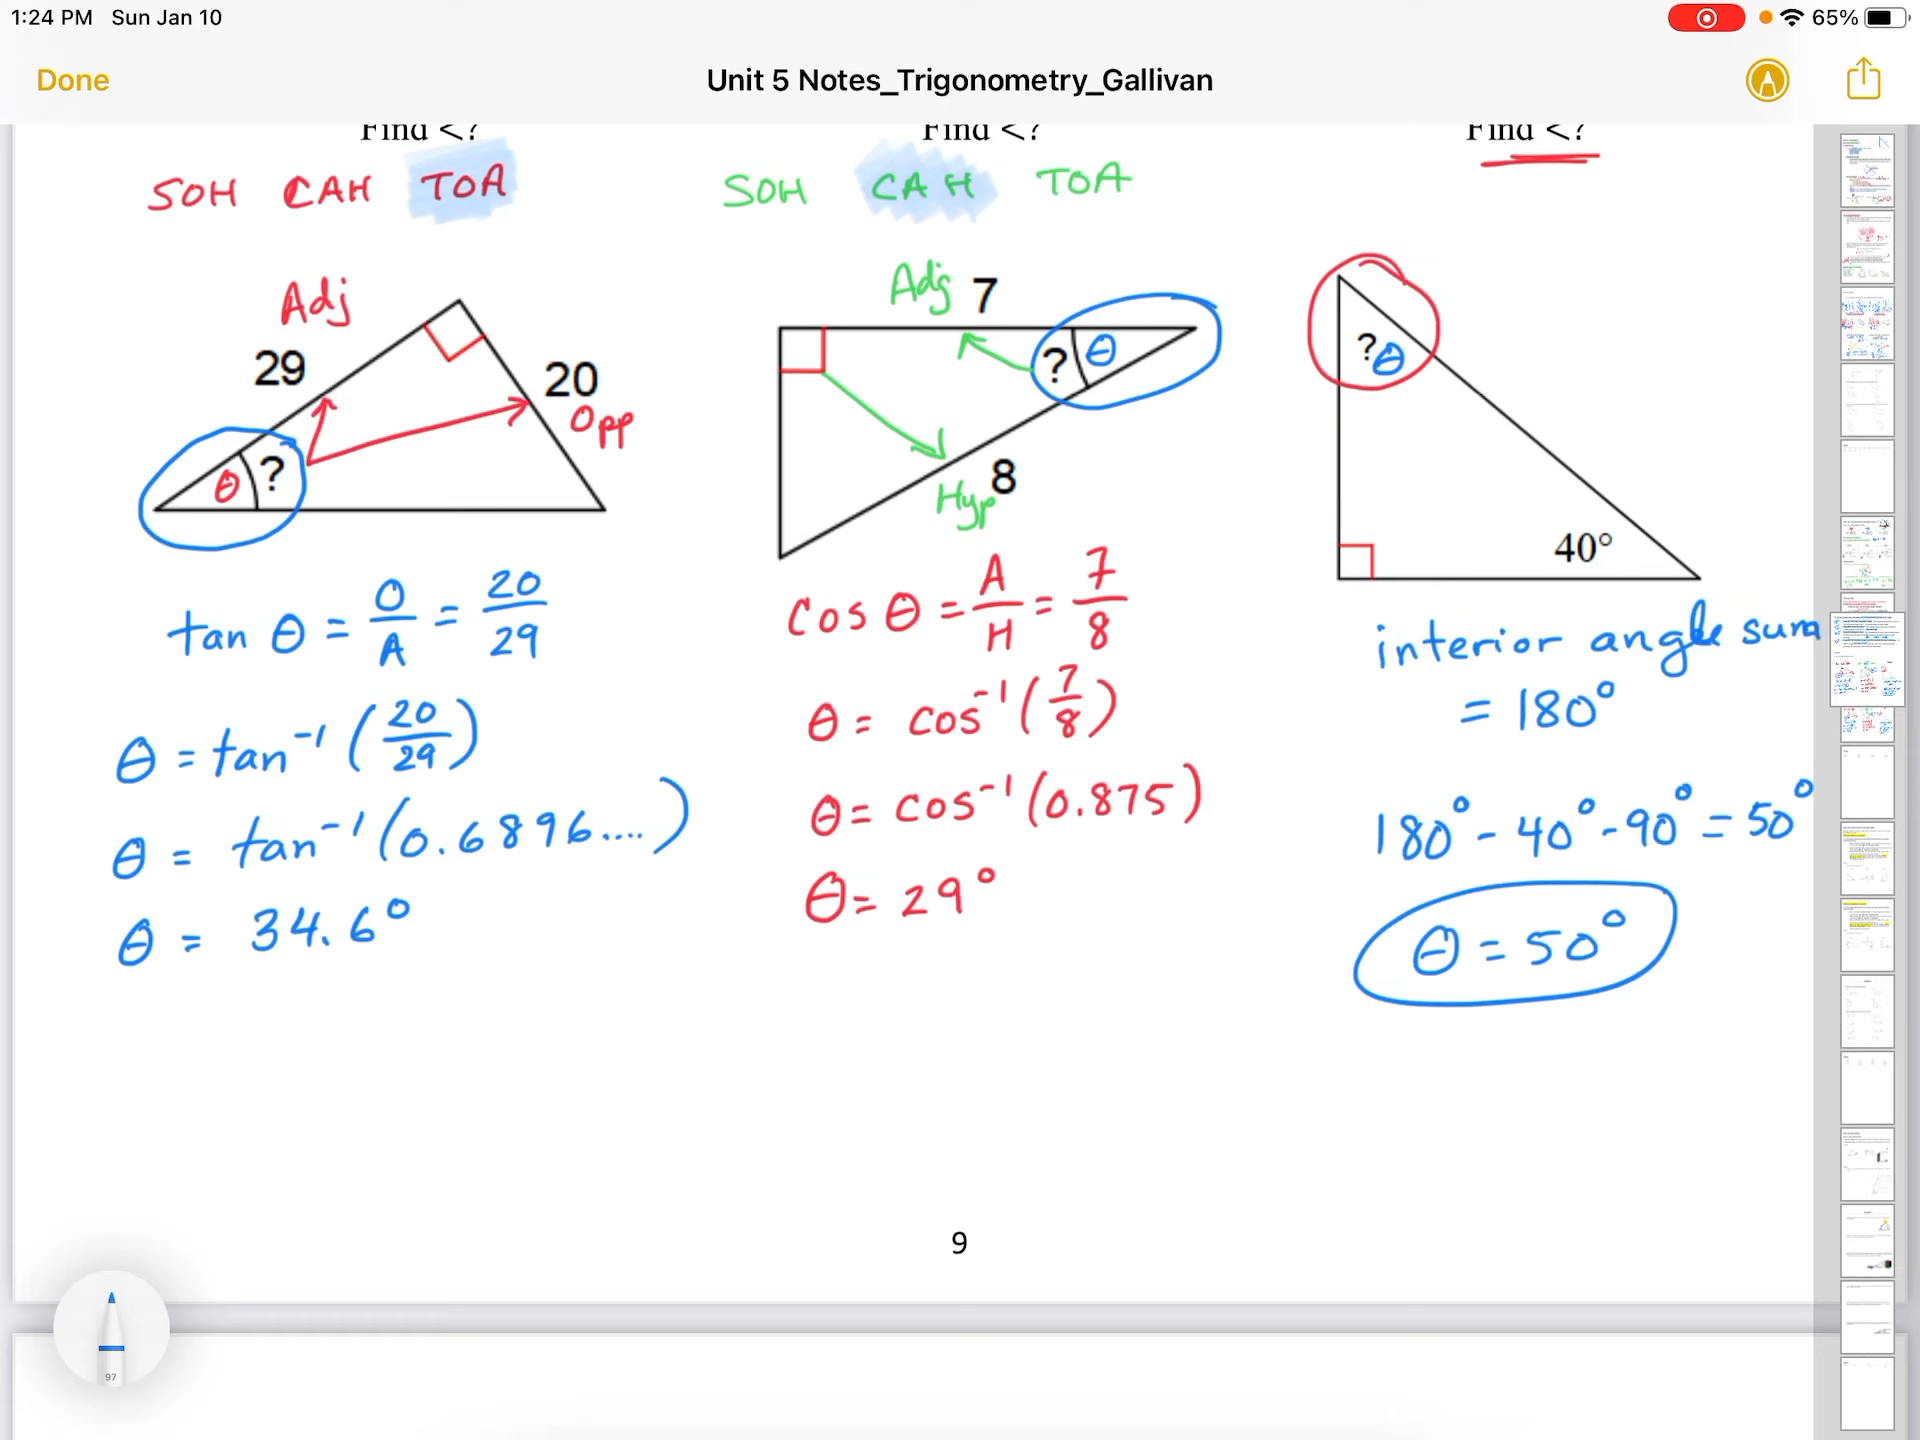 1:24 PM Sun Jan 10
65%
Done
Unit 5 Notes_Trigonometry_Gallivan
Find <?
SOH CAH TOA
Adj
29
20
Opp
θ ?
tan θ = O/A = 20/29
θ = tan⁻¹ (20/29)
θ = tan⁻¹ (0.6896....)
θ = 34.6°
Find <?
SOH CAH TOA
Adj 7
? θ
8
Hyp
Cos θ = A/H = 7/8
θ = cos⁻¹ (7/8)
θ = cos⁻¹ (0.875)
θ = 29°
Find <?
? θ
40°
interior angle sum
= 180°
180° - 40° - 90° = 50°
θ = 50°
9
97